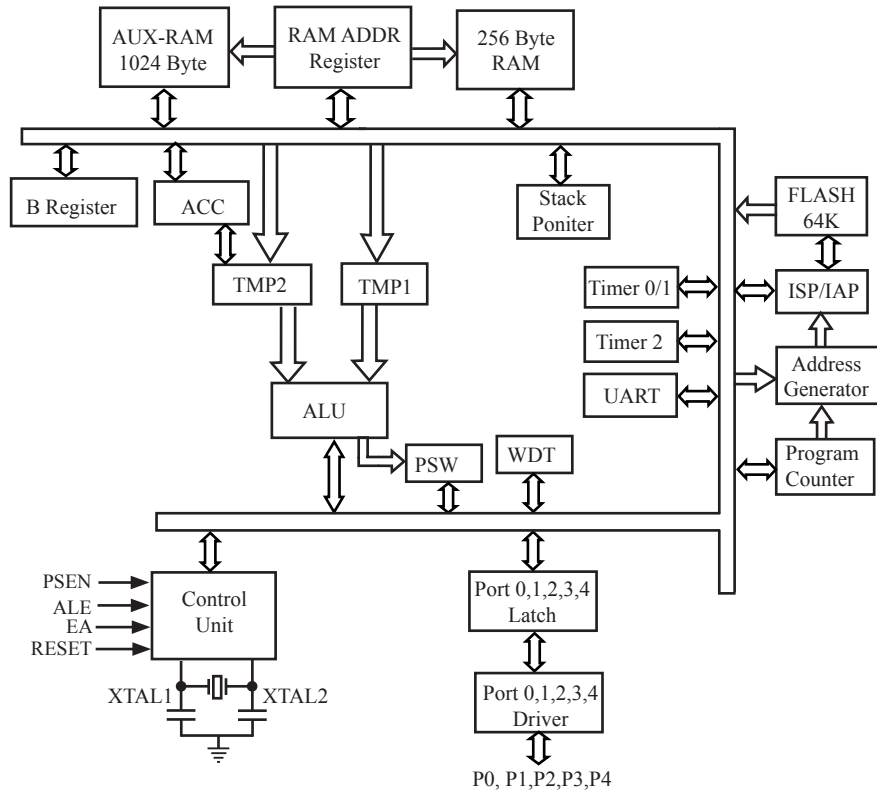 AUX-RAM
1024 Byte
RAM ADDR
Register
256 Byte
RAM
B Register
ACC
Stack
Poniter
FLASH
64K
TMP2
TMP1
Timer 0/1
ISP/IAP
Timer 2
Address
Generator
ALU
UART
PSW
WDT
Program
Counter
PSEN
ALE
EA
RESET
Control
Unit
Port 0,1,2,3,4
Latch
XTAL1
XTAL2
Port 0,1,2,3,4
Driver
P0, P1,P2,P3,P4